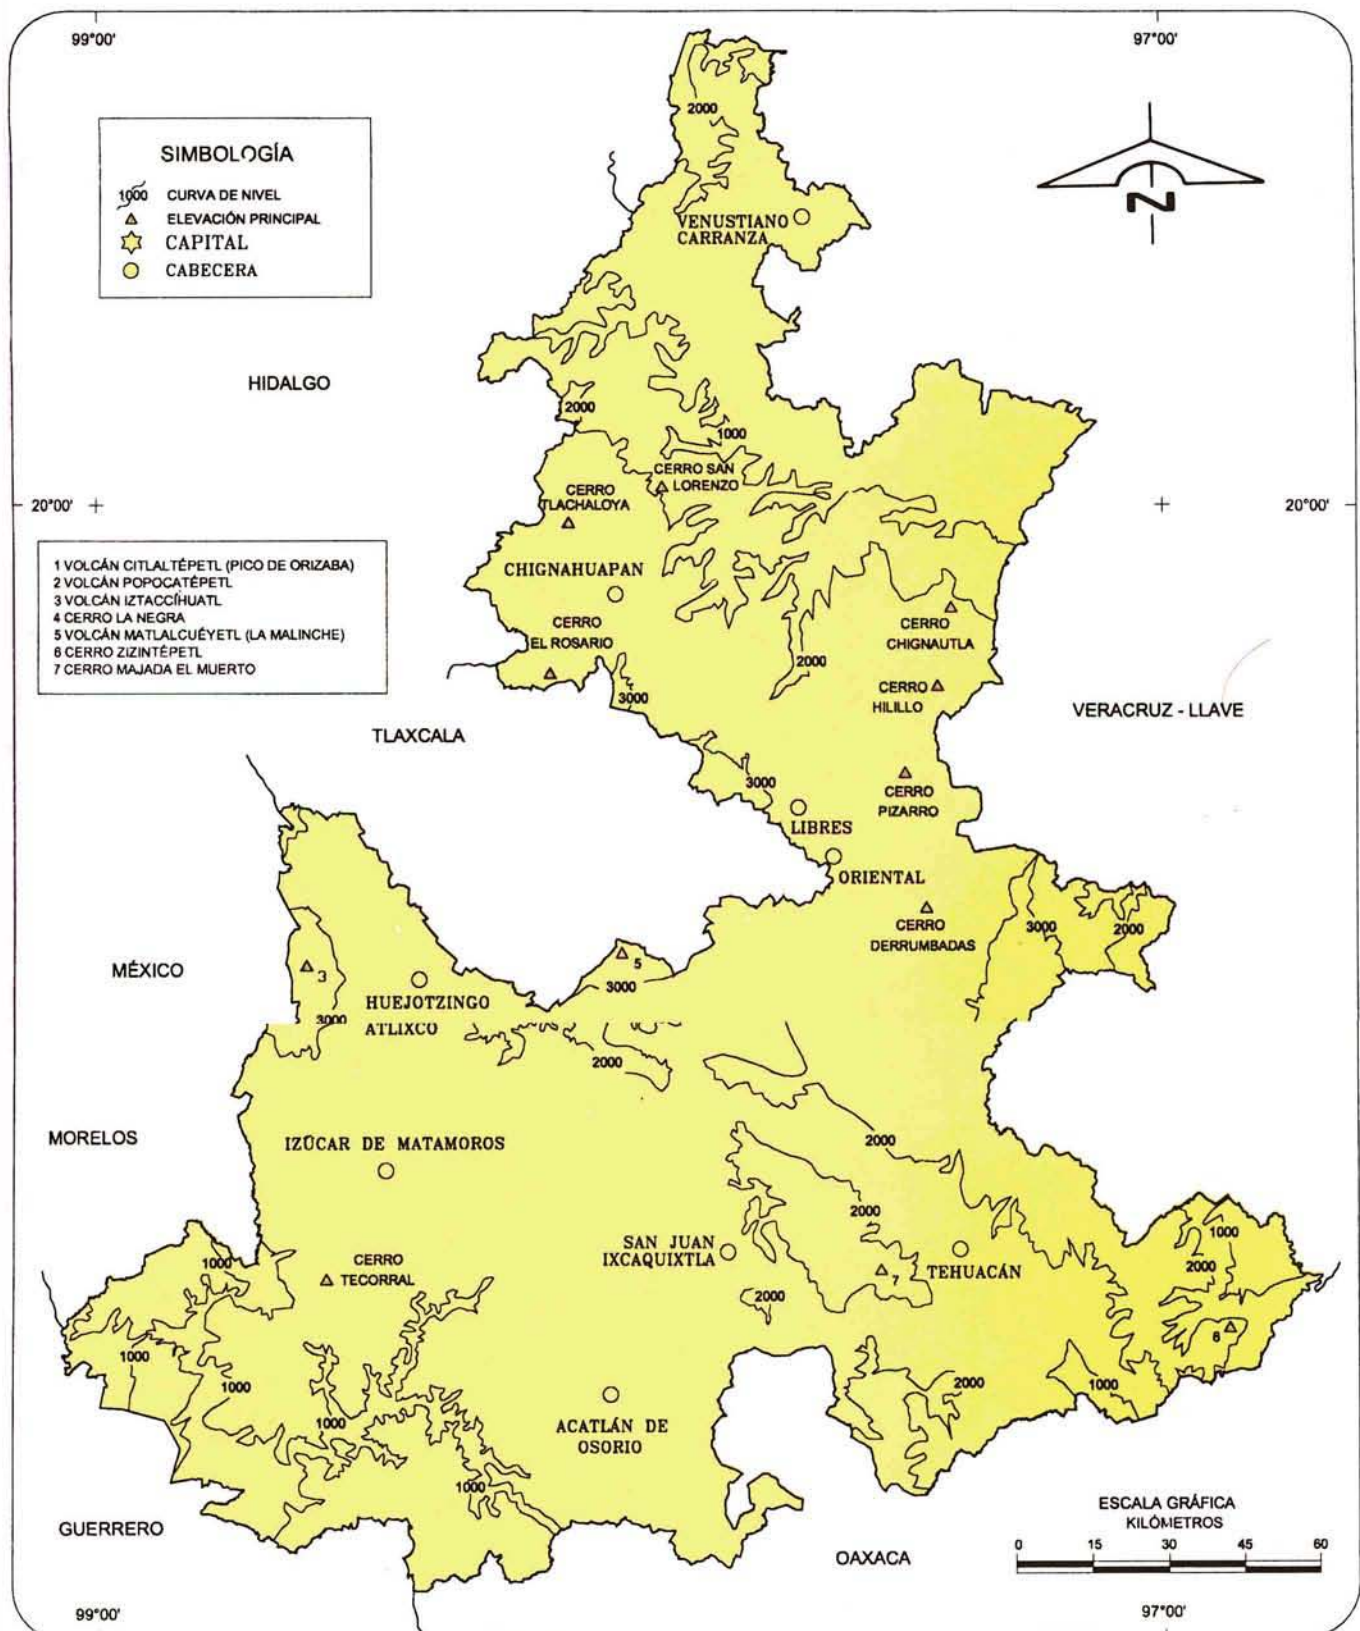 99°00'
97°00'
SIMBOLOGÍA
1000 CURVA DE NIVEL
ELEVACIÓN PRINCIPAL
CAPITAL
CABECERA
2000
VENUSTIANO
CARRANZA
N
HIDALGO
2000
1000
CERRO SAN
LORENZO
CERRO
TLACHALOYA
20°00'
20°00'
1 VOLCÁN CITLALTÉPETL (PICO DE ORIZABA)
2 VOLCÁN POPOCATÉPETL
3 VOLCÁN IZTACCÍHUATL
4 CERRO LA NEGRA
5 VOLCÁN MATLALCUÉYETL (LA MALINCHE)
6 CERRO ZIZINTÉPETL
7 CERRO MAJADA EL MUERTO
CHIGNAHUAPAN
CERRO
EL ROSARIO
CERRO
CHIGNAUTLA
2000
3000
CERRO
HILILLO
VERACRUZ - LLAVE
TLAXCALA
3000
CERRO
PIZARRO
LIBRES
ORIENTAL
CERRO
DERRUMBADAS
3000
2000
MÉXICO
3
5
3000
HUEJOTZINGO
3000
ATLIXCO
2000
MORELOS
IZÚCAR DE MATAMOROS
2000
2000
SAN JUAN
IXCAQUIXTLA
TEHUACÁN
1000
2000
1000
CERRO
TECORRAL
7
2000
6
1000
1000
2000
1000
1000
ACATLÁN DE
OSORIO
1000
GUERRERO
OAXACA
ESCALA GRÁFICA
KILÓMETROS
0 15 30 45 60
99°00'
97°00'